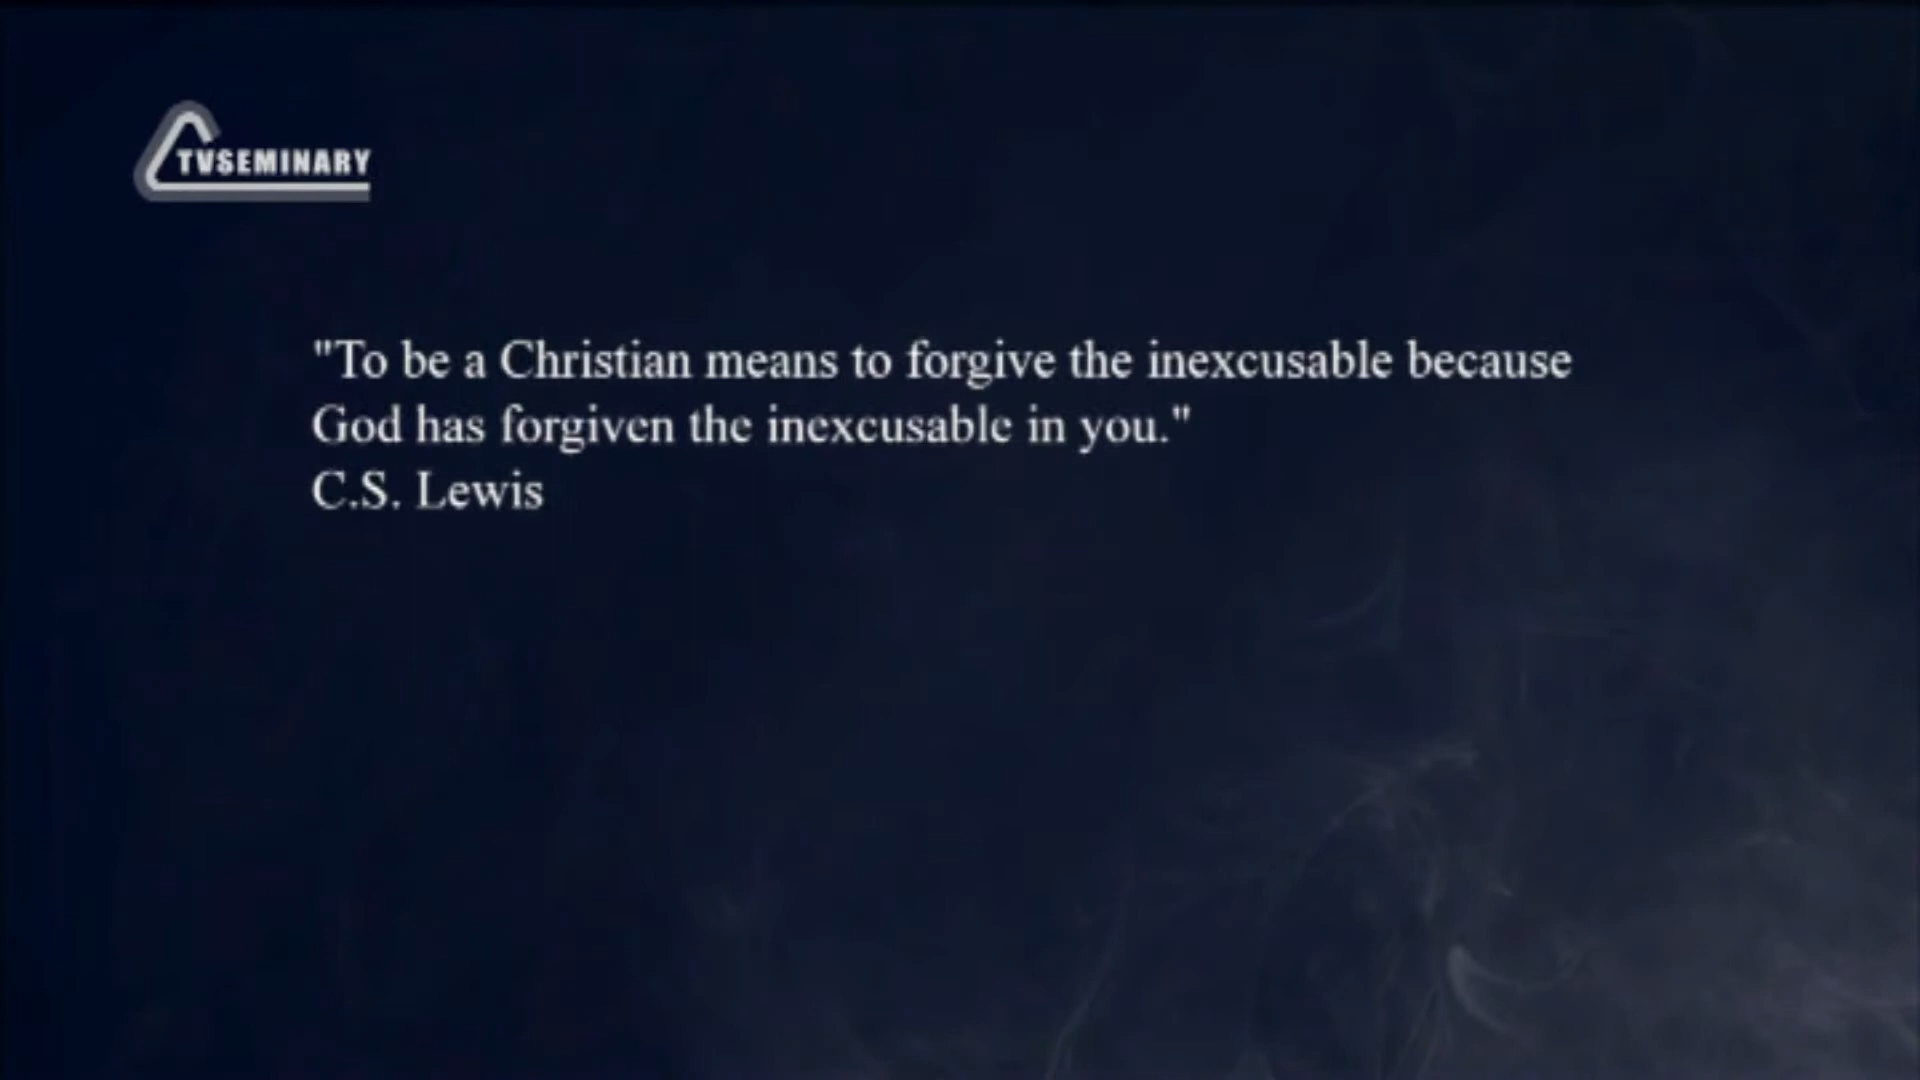 TVSEMINARY
"To be a Christian means to forgive the inexcusable because
God has forgiven the inexcusable in you."
C.S. Lewis